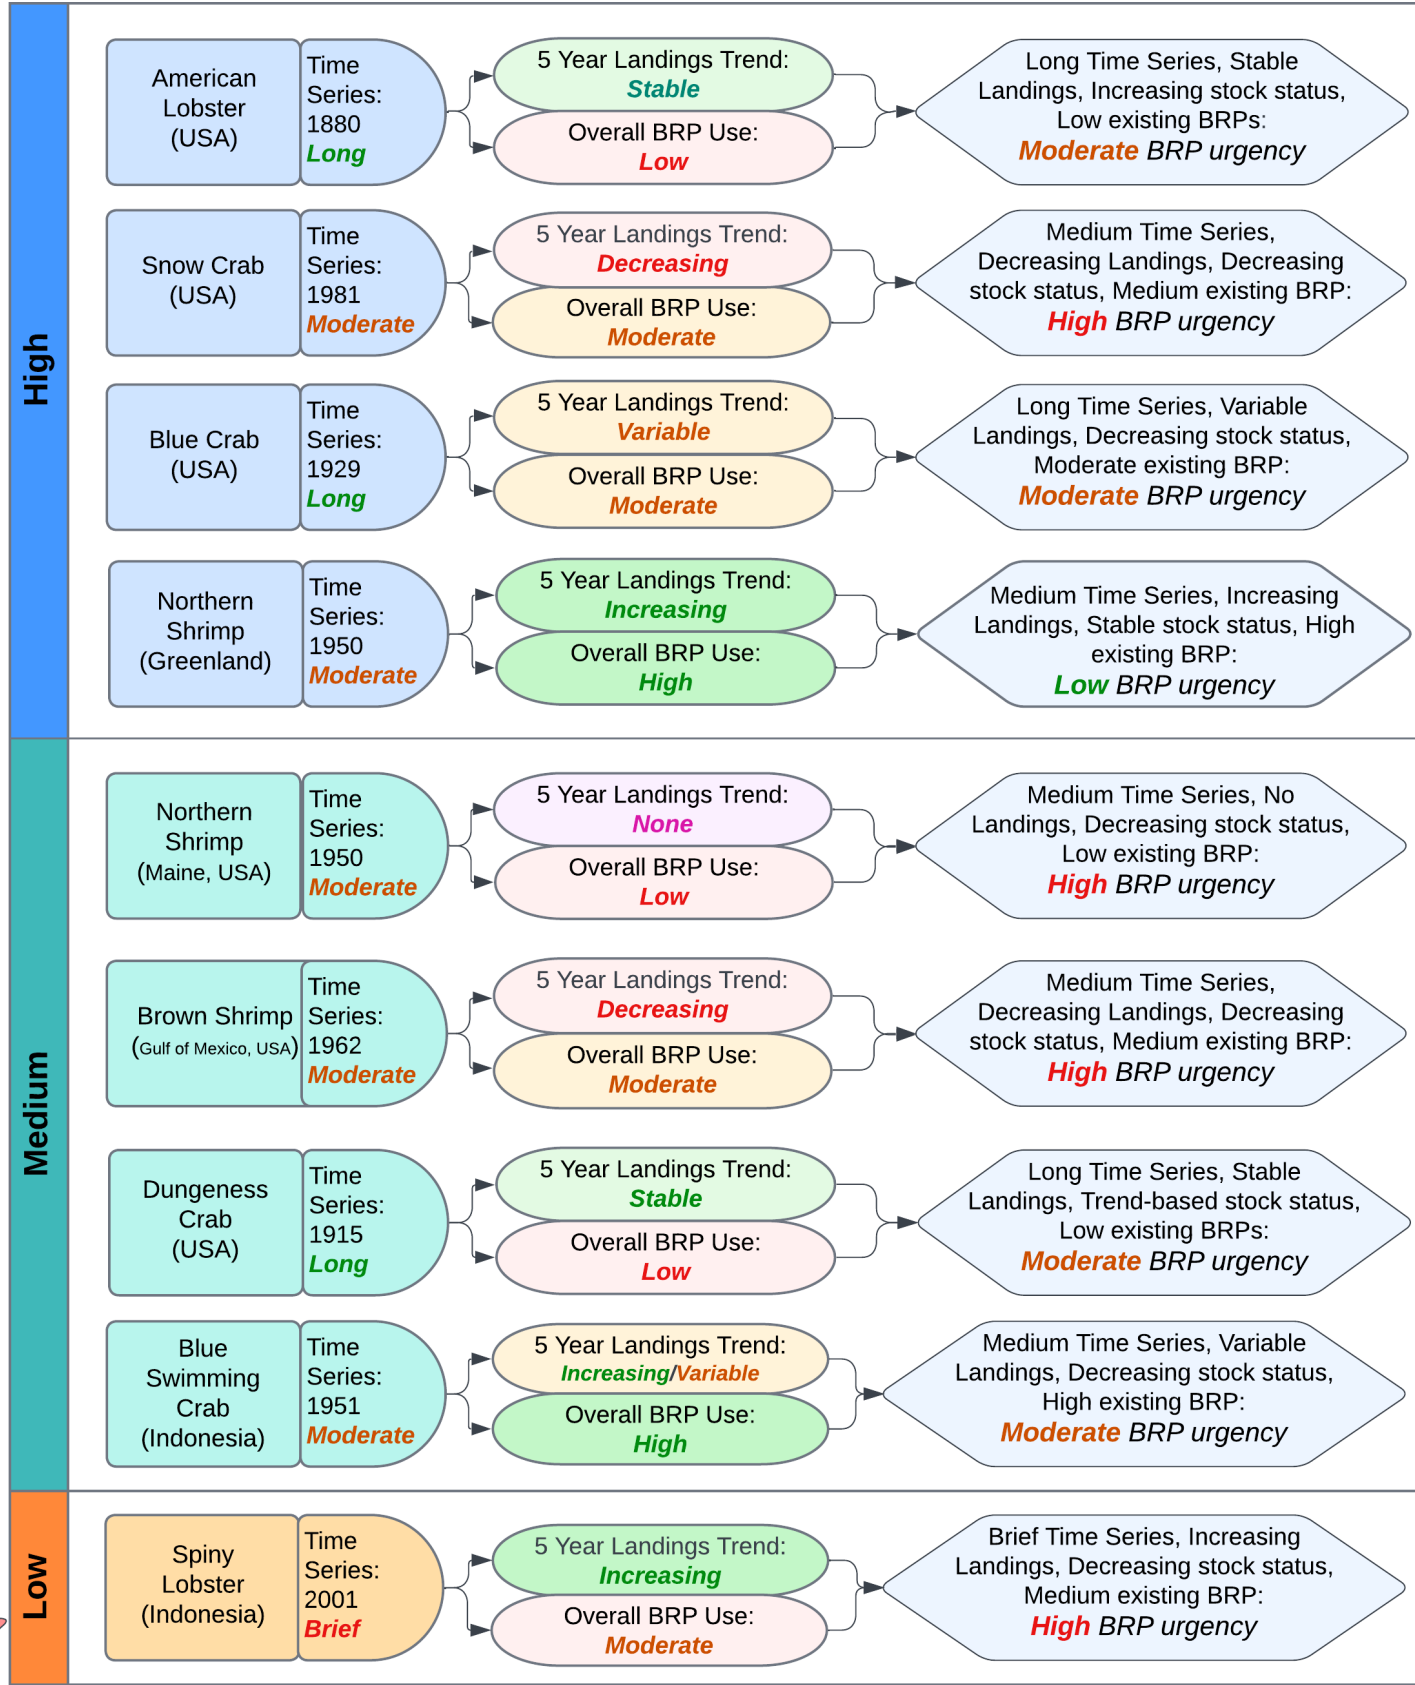 High
American
Lobster
(USA)
Time
Series:
1880
Long
5 Year Landings Trend:
Stable
Overall BRP Use:
Low
Long Time Series, Stable
Landings, Increasing stock status,
Low existing BRPs:
Moderate BRP urgency
Snow Crab
(USA)
Time
Series:
1981
Moderate
5 Year Landings Trend:
Decreasing
Overall BRP Use:
Moderate
Medium Time Series,
Decreasing Landings, Decreasing
stock status, Medium existing BRP:
High BRP urgency
Blue Crab
(USA)
Time
Series:
1929
Long
5 Year Landings Trend:
Variable
Overall BRP Use:
Moderate
Long Time Series, Variable
Landings, Decreasing stock status,
Moderate existing BRP:
Moderate BRP urgency
Northern
Shrimp
(Greenland)
Time
Series:
1950
Moderate
5 Year Landings Trend:
Increasing
Overall BRP Use:
High
Medium Time Series, Increasing
Landings, Stable stock status, High
existing BRP:
Low BRP urgency
Medium
Northern
Shrimp
(Maine, USA)
Time
Series:
1950
Moderate
5 Year Landings Trend:
None
Overall BRP Use:
Low
Medium Time Series, No
Landings, Decreasing stock status,
Low existing BRP:
High BRP urgency
Brown Shrimp
(Gulf of Mexico, USA)
Time
Series:
1962
Moderate
5 Year Landings Trend:
Decreasing
Overall BRP Use:
Moderate
Medium Time Series,
Decreasing Landings, Decreasing
stock status, Medium existing BRP:
High BRP urgency
Dungeness
Crab
(USA)
Time
Series:
1915
Long
5 Year Landings Trend:
Stable
Overall BRP Use:
Low
Long Time Series, Stable
Landings, Trend-based stock status,
Low existing BRPs:
Moderate BRP urgency
Blue
Swimming
Crab
(Indonesia)
Time
Series:
1951
Moderate
5 Year Landings Trend:
Increasing/Variable
Overall BRP Use:
High
Medium Time Series, Variable
Landings, Decreasing stock status,
High existing BRP:
Moderate BRP urgency
Low
Spiny
Lobster
(Indonesia)
Time
Series:
2001
Brief
5 Year Landings Trend:
Increasing
Overall BRP Use:
Moderate
Brief Time Series, Increasing
Landings, Decreasing stock status,
Medium existing BRP:
High BRP urgency